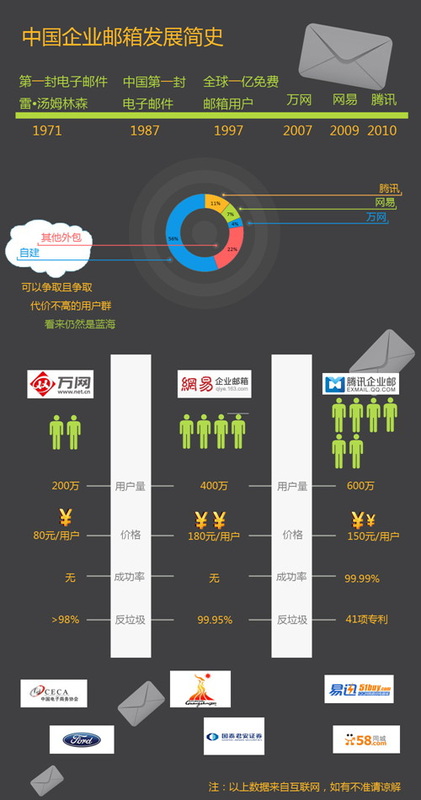 中国企业邮箱发展简史
第一封电子邮件 中国第一封 全球一亿免费
雷•汤姆林森 电子邮件 邮箱用户 万网 网易 腾讯
1971 1987 1997 2007 2009 2010
腾讯
11%
网易
7%
万网
4%
其他外包
56%
自建
22%
可以争取且争取
代价不高的用户群
看来仍然是蓝海
万网
www.net.cn
網易 企业邮箱
qiye.163.com
腾讯企业邮
EXMAIL.QQ.COM
200万 用户量 400万 用户量 600万
¥ ¥¥ ¥¥
80元/用户 价格 180元/用户 价格 150元/用户
无 成功率 无 成功率 99.99%
>98% 反垃圾 99.95% 反垃圾 41项专利
CECA
中国电子商务协会
Guangzhou
易迅 51buy.com
Ford
国泰君安证券
58同城
58.com
注：以上数据来自互联网，如有不准请谅解